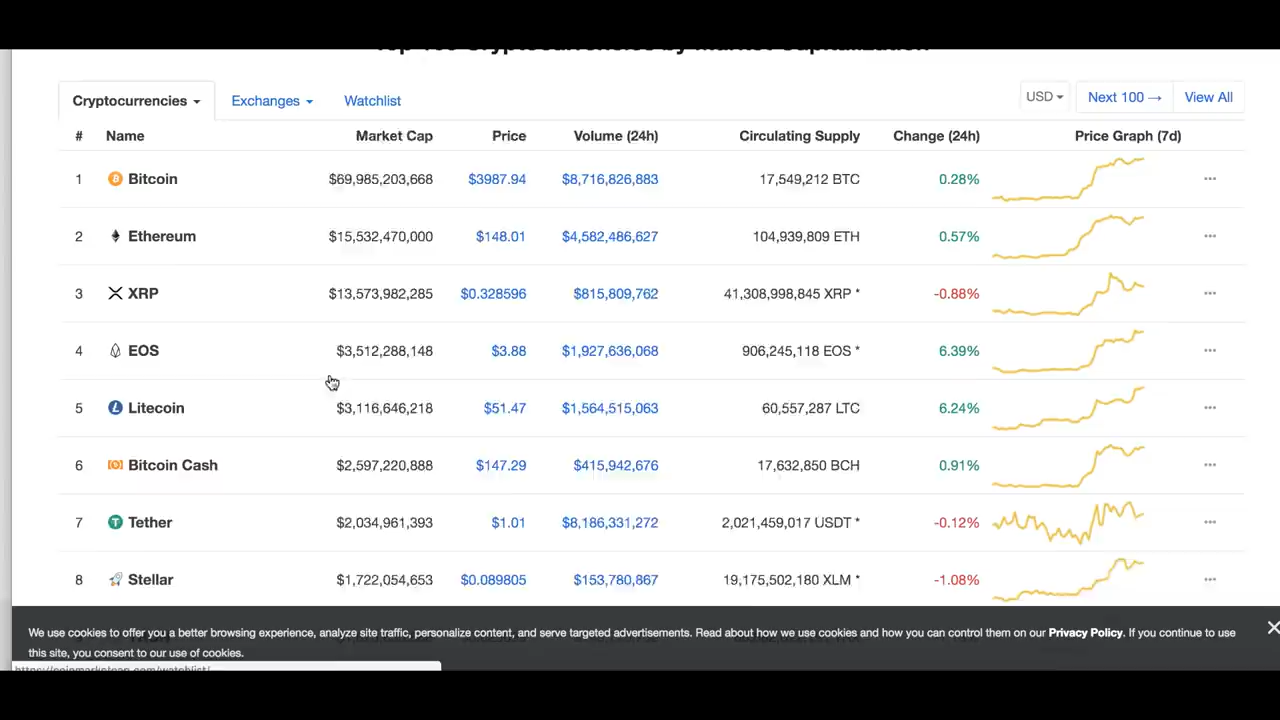 Top 100 Cryptocurrencies by Market Capitalization
Cryptocurrencies Exchanges Watchlist USD Next 100 → View All
# Name Market Cap Price Volume (24h) Circulating Supply Change (24h) Price Graph (7d)
1 Bitcoin $69,985,203,668 $3987.94 $8,716,826,883 17,549,212 BTC 0.28%
2 Ethereum $15,532,470,000 $148.01 $4,582,486,627 104,939,809 ETH 0.57%
3 XRP $13,573,982,285 $0.328596 $815,809,762 41,308,998,845 XRP * -0.88%
4 EOS $3,512,288,148 $3.88 $1,927,636,068 906,245,118 EOS * 6.39%
5 Litecoin $3,116,646,218 $51.47 $1,564,515,063 60,557,287 LTC 6.24%
6 Bitcoin Cash $2,597,220,888 $147.29 $415,942,676 17,632,850 BCH 0.91%
7 Tether $2,034,961,393 $1.01 $8,186,331,272 2,021,459,017 USDT * -0.12%
8 Stellar $1,722,054,653 $0.089805 $153,780,867 19,175,502,180 XLM * -1.08%
We use cookies to offer you a better browsing experience, analyze site traffic, personalize content, and serve targeted advertisements. Read about how we use cookies and how you can control them on our Privacy Policy. If you continue to use
this site, you consent to our use of cookies.
https://coinmarketcap.com/watchlist/